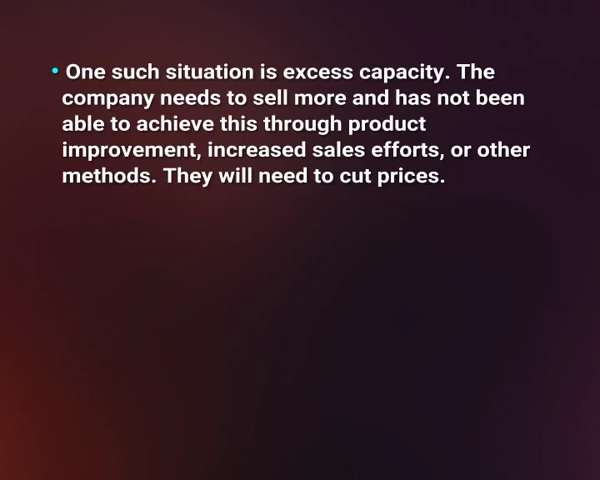 • One such situation is excess capacity. The
company needs to sell more and has not been
able to achieve this through product
improvement, increased sales efforts, or other
methods. They will need to cut prices.